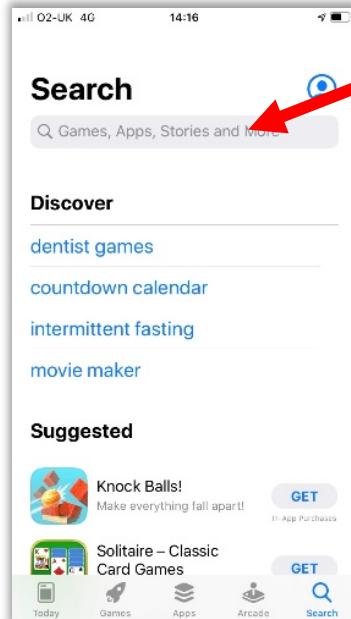 O2-UK 4G 14:16
Search
Games, Apps, Stories and More
Discover
dentist games
countdown calendar
intermittent fasting
movie maker
Suggested
Knock Balls!
Make everything fall apart!
GET
In-App Purchases
Solitaire – Classic
Card Games
GET
Today Games Apps Arcade Search